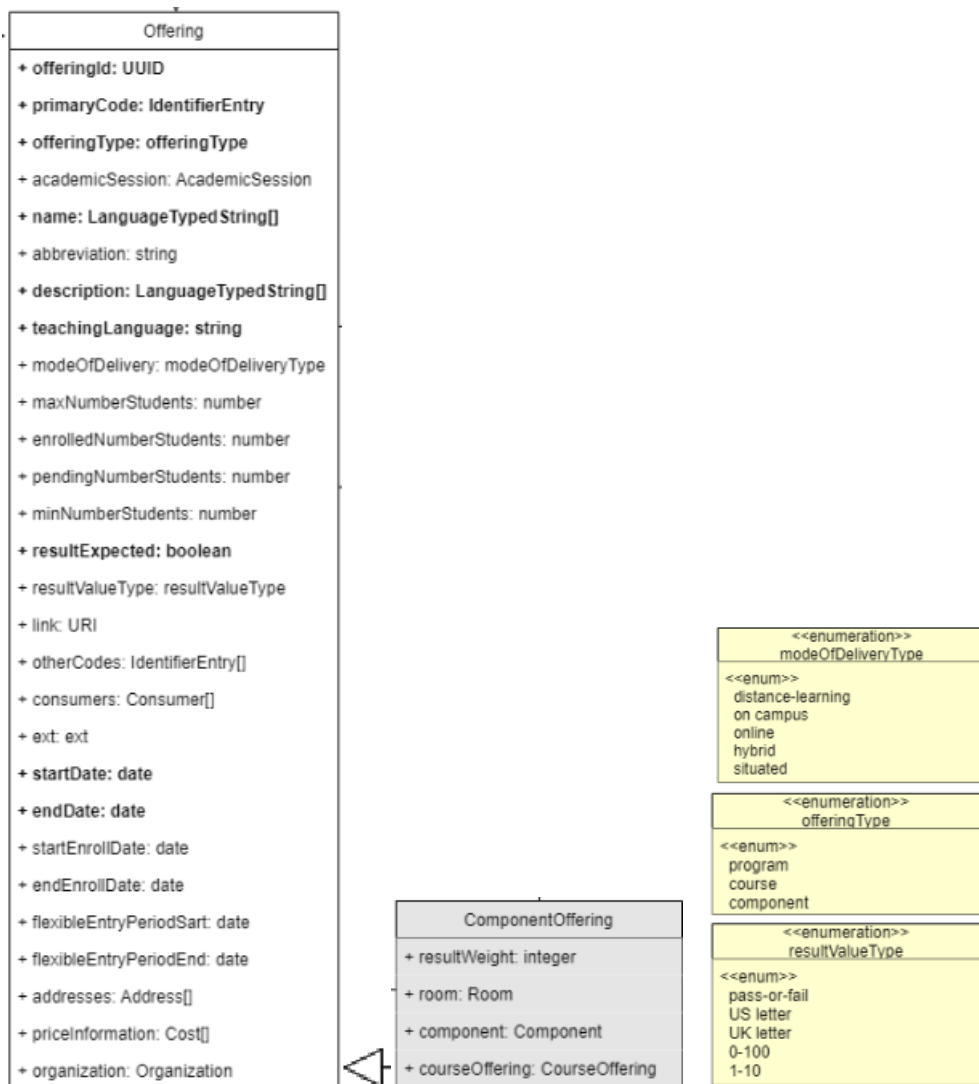 Offering
+ offeringId: UUID
+ primaryCode: IdentifierEntry
+ offeringType: offeringType
+ academicSession: AcademicSession
+ name: LanguageTypedString[]
+ abbreviation: string
+ description: LanguageTypedString[]
+ teachingLanguage: string
+ modeOfDelivery: modeOfDeliveryType
+ maxNumberStudents: number
+ enrolledNumberStudents: number
+ pendingNumberStudents: number
+ minNumberStudents: number
+ resultExpected: boolean
+ resultValueType: resultValueType
+ link: URI
+ otherCodes: IdentifierEntry[]
+ consumers: Consumer[]
+ ext: ext
+ startDate: date
+ endDate: date
+ startEnrollDate: date
+ endEnrollDate: date
+ flexibleEntryPeriodSart: date
+ flexibleEntryPeriodEnd: date
+ addresses: Address[]
+ priceInformation: Cost[]
+ organization: Organization
ComponentOffering
+ resultWeight: integer
+ room: Room
+ component: Component
+ courseOffering: CourseOffering
<<enumeration>>
modeOfDeliveryType
<<enum>>
distance-learning
on campus
online
hybrid
situated
<<enumeration>>
offeringType
<<enum>>
program
course
component
<<enumeration>>
resultValueType
<<enum>>
pass-or-fail
US letter
UK letter
0-100
1-10